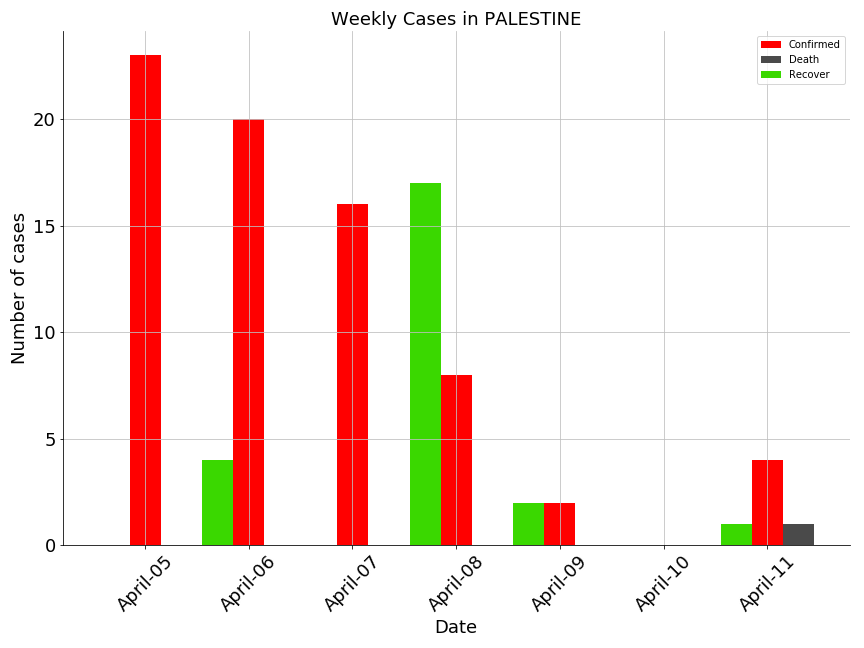 Weekly Cases in PALESTINE
Confirmed
Death
Recover
Number of cases
20
15
10
5
0
April-05
April-06
April-07
April-08
April-09
April-10
April-11
Date